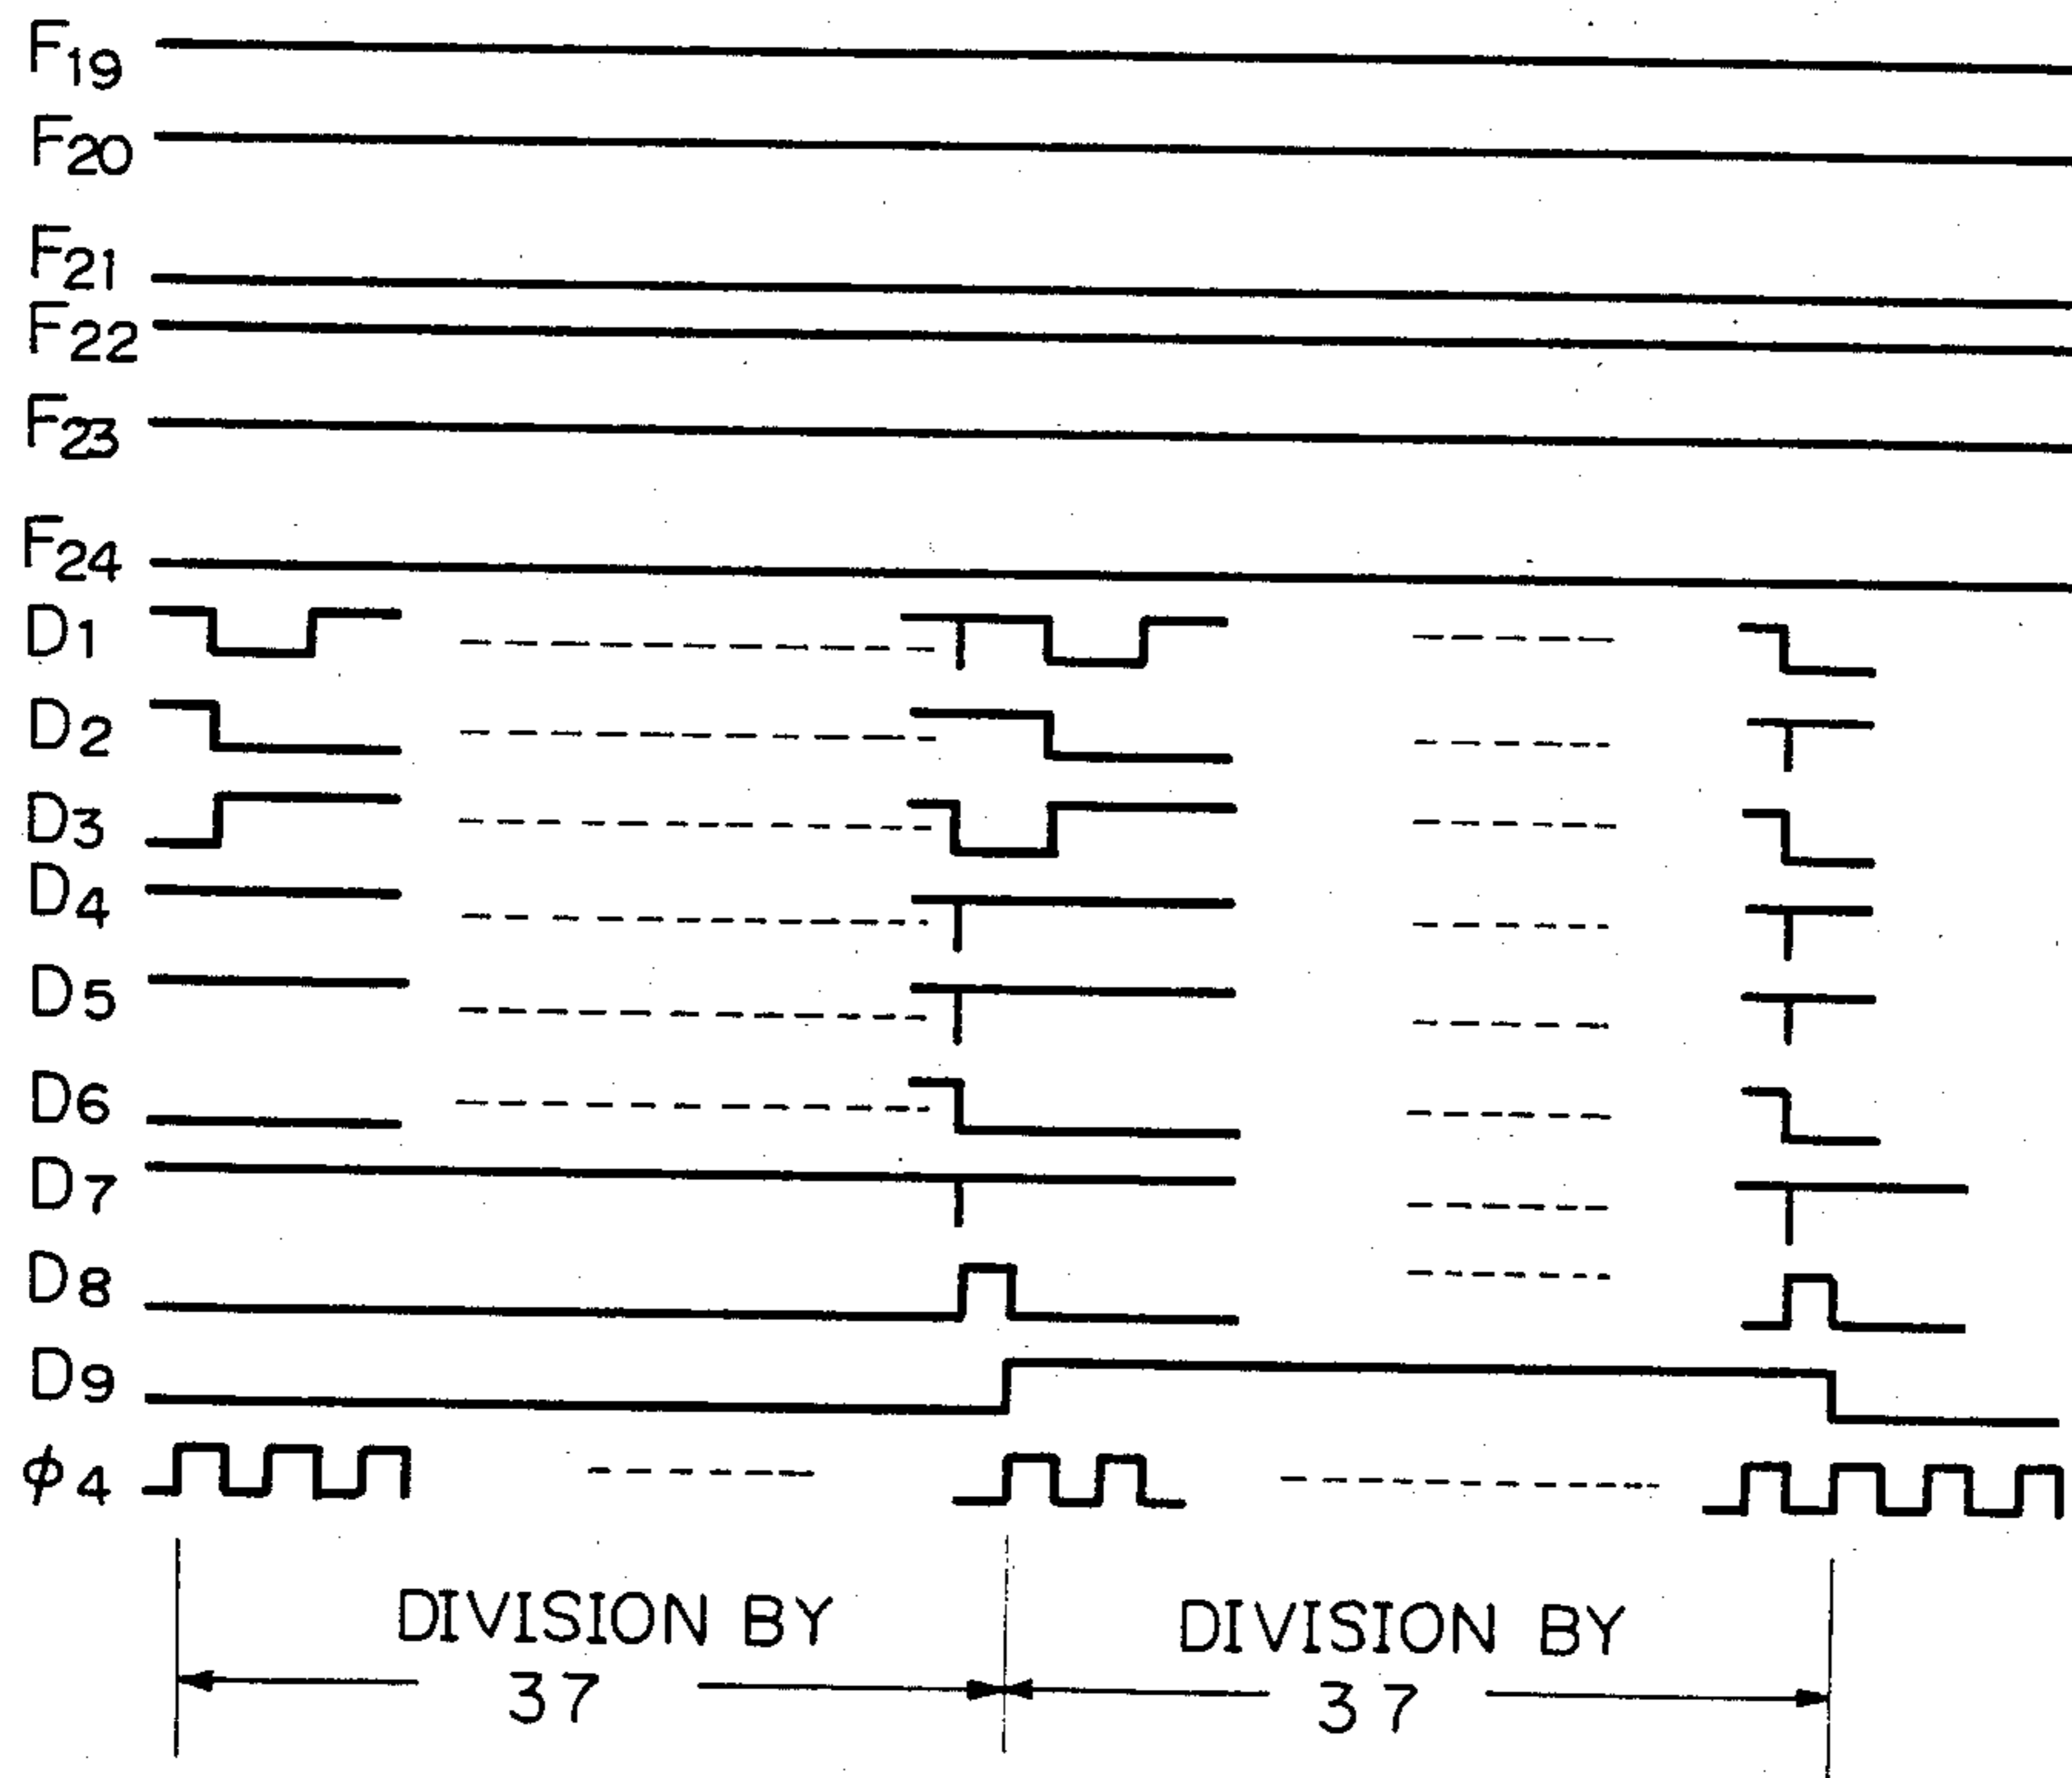 F19
F20
F21
F22
F23
F24
D1
D2
D3
D4
D5
D6
D7
D8
D9
ϕ4
DIVISION BY
37
DIVISION BY
37